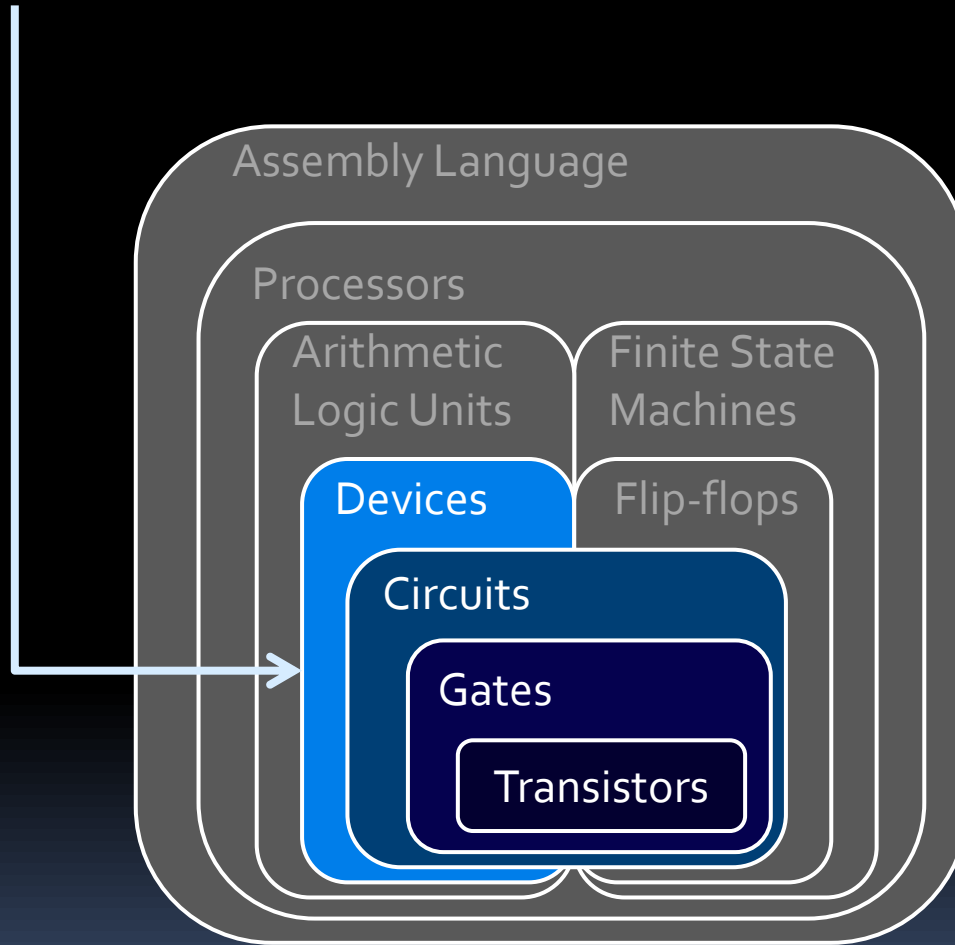 Assembly Language
Processors
Arithmetic
Logic Units
Finite State
Machines
Devices
Flip-flops
Circuits
Gates
Transistors